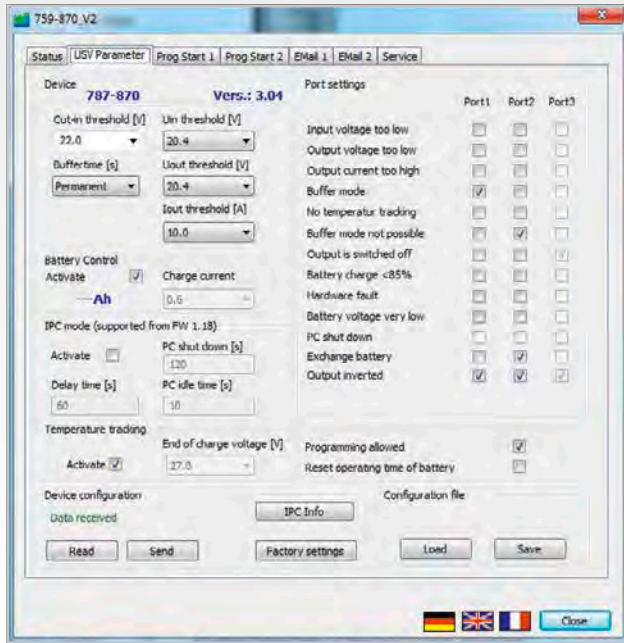 759-870_V2
Status USV Parameter Prog Start 1 Prog Start 2 EMail 1 EMail 2 Service
Device
787-870 Vers.: 3.04
Cut-in threshold [V] Uin threshold [V]
22.0 20.4
Buffertime [s] Uout threshold [V]
Permanent 20.4
Iout threshold [A]
10.0
Battery Control
Activate Charge current
---Ah 0.6
IPC mode (supported from FW 1.18)
Activate PC shut down [s]
120
Delay time [s] PC idle time [s]
60 10
Temperature tracking
End of charge voltage [V]
Activate 27.0
Port settings
Port1 Port2 Port3
Input voltage too low
Output voltage too low
Output current too high
Buffer mode
No temperatur tracking
Buffer mode not possible
Output is switched off
Battery charge <85%
Hardware fault
Battery voltage very low
PC shut down
Exchange battery
Output inverted
Programming allowed
Reset operating time of battery
Device configuration Configuration file
Data received IPC Info
Read Send Factory settings Load Save
Close